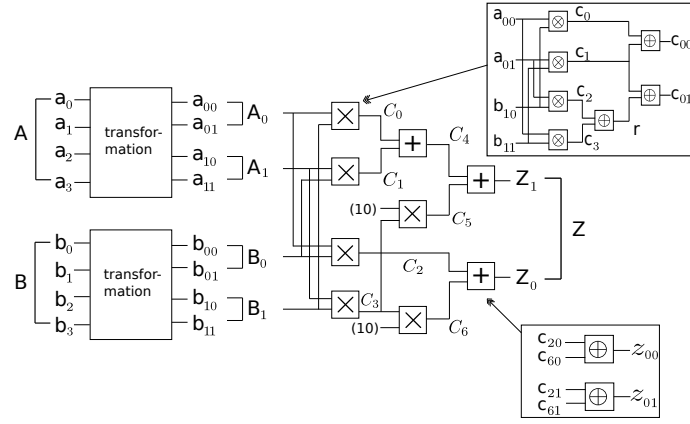 A
a₀
a₁
a₂
a₃
transfor-
mation
a₀₀
a₀₁
a₁₀
a₁₁
A₀
A₁
B
b₀
b₁
b₂
b₃
transfor-
mation
b₀₀
b₀₁
b₁₀
b₁₁
B₀
B₁
C₀
C₁
C₂
C₃
C₄
(10)
C₅
(10)
C₆
Z₁
Z₀
Z
a₀₀
a₀₁
b₁₀
b₁₁
c₀
c₁
c₂
c₃
r
c₀₀
c₀₁
c₂₀
c₆₀
z₀₀
c₂₁
c₆₁
z₀₁